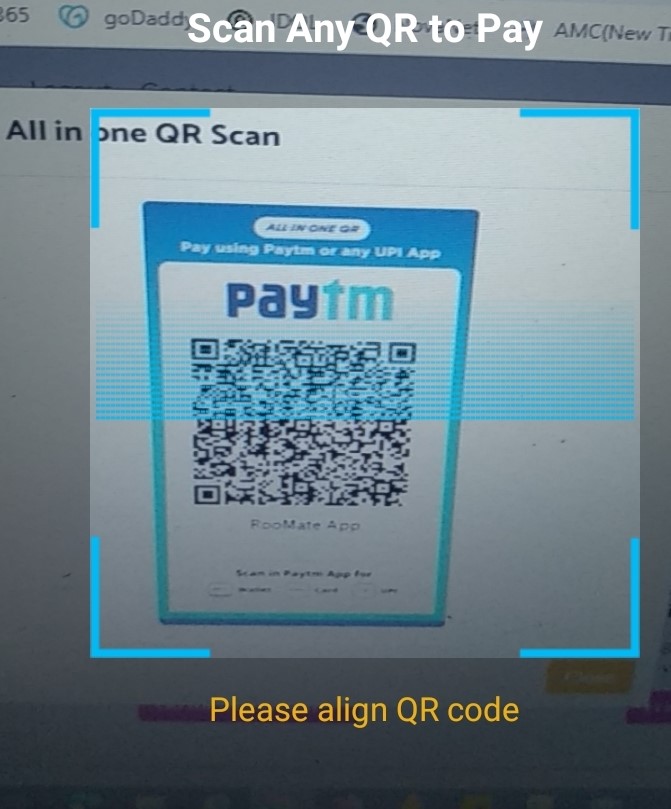 365 goDaddy
Scan Any QR to Pay
AMC(New Ti
All in one QR Scan
ALL IN ONE QR
Pay using Paytm or any UPI App
paytm
RooMate App
Scan in Paytm App for
Wallet Card UPI
Close
Please align QR code